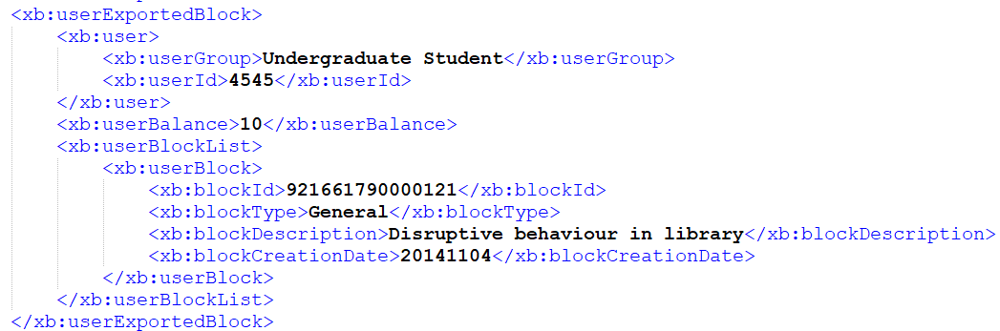 <xb:userExportedBlock>
<xb:user>
<xb:userGroup>Undergraduate Student</xb:userGroup>
<xb:userId>4545</xb:userId>
</xb:user>
<xb:userBalance>10</xb:userBalance>
<xb:userBlockList>
<xb:userBlock>
<xb:blockId>921661790000121</xb:blockId>
<xb:blockType>General</xb:blockType>
<xb:blockDescription>Disruptive behaviour in library</xb:blockDescription>
<xb:blockCreationDate>20141104</xb:blockCreationDate>
</xb:userBlock>
</xb:userBlockList>
</xb:userExportedBlock>